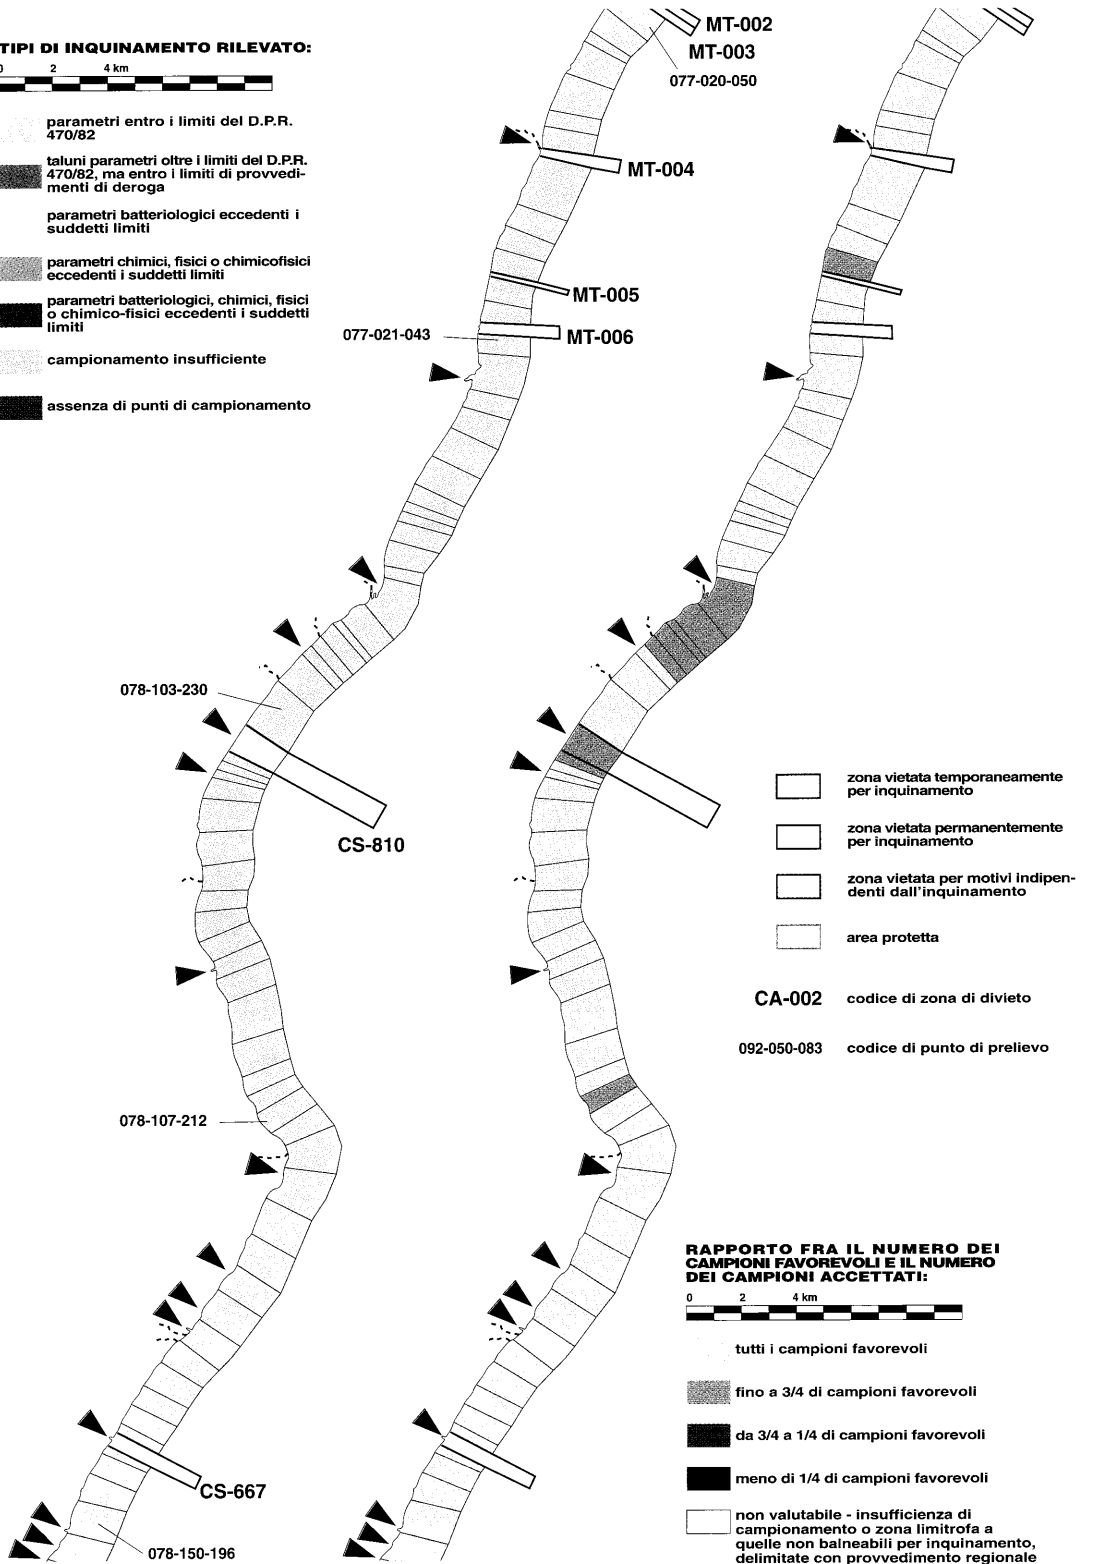 TIPI DI INQUINAMENTO RILEVATO:
0 2 4 km
parametri entro i limiti del D.P.R.
470/82
taluni parametri oltre i limiti del D.P.R.
470/82, ma entro i limiti di provvedi-
menti di deroga
parametri batteriologici eccedenti i
suddetti limiti
parametri chimici, fisici o chimicofisici
eccedenti i suddetti limiti
parametri batteriologici, chimici, fisici
o chimico-fisici eccedenti i suddetti
limiti
campionamento insufficiente
assenza di punti di campionamento
MT-002
MT-003
077-020-050
MT-004
MT-005
077-021-043
MT-006
078-103-230
CS-810
078-107-212
CS-667
078-150-196
zona vietata temporaneamente
per inquinamento
zona vietata permanentemente
per inquinamento
zona vietata per motivi indipen-
denti dall'inquinamento
area protetta
CA-002 codice di zona di divieto
092-050-083 codice di punto di prelievo
RAPPORTO FRA IL NUMERO DEI
CAMPIONI FAVOREVOLI E IL NUMERO
DEI CAMPIONI ACCETTATI:
0 2 4 km
tutti i campioni favorevoli
fino a 3/4 di campioni favorevoli
da 3/4 a 1/4 di campioni favorevoli
meno di 1/4 di campioni favorevoli
non valutabile - insufficienza di
campionamento o zona limitrofa a
quelle non balneabili per inquinamento,
delimitate con provvedimento regionale